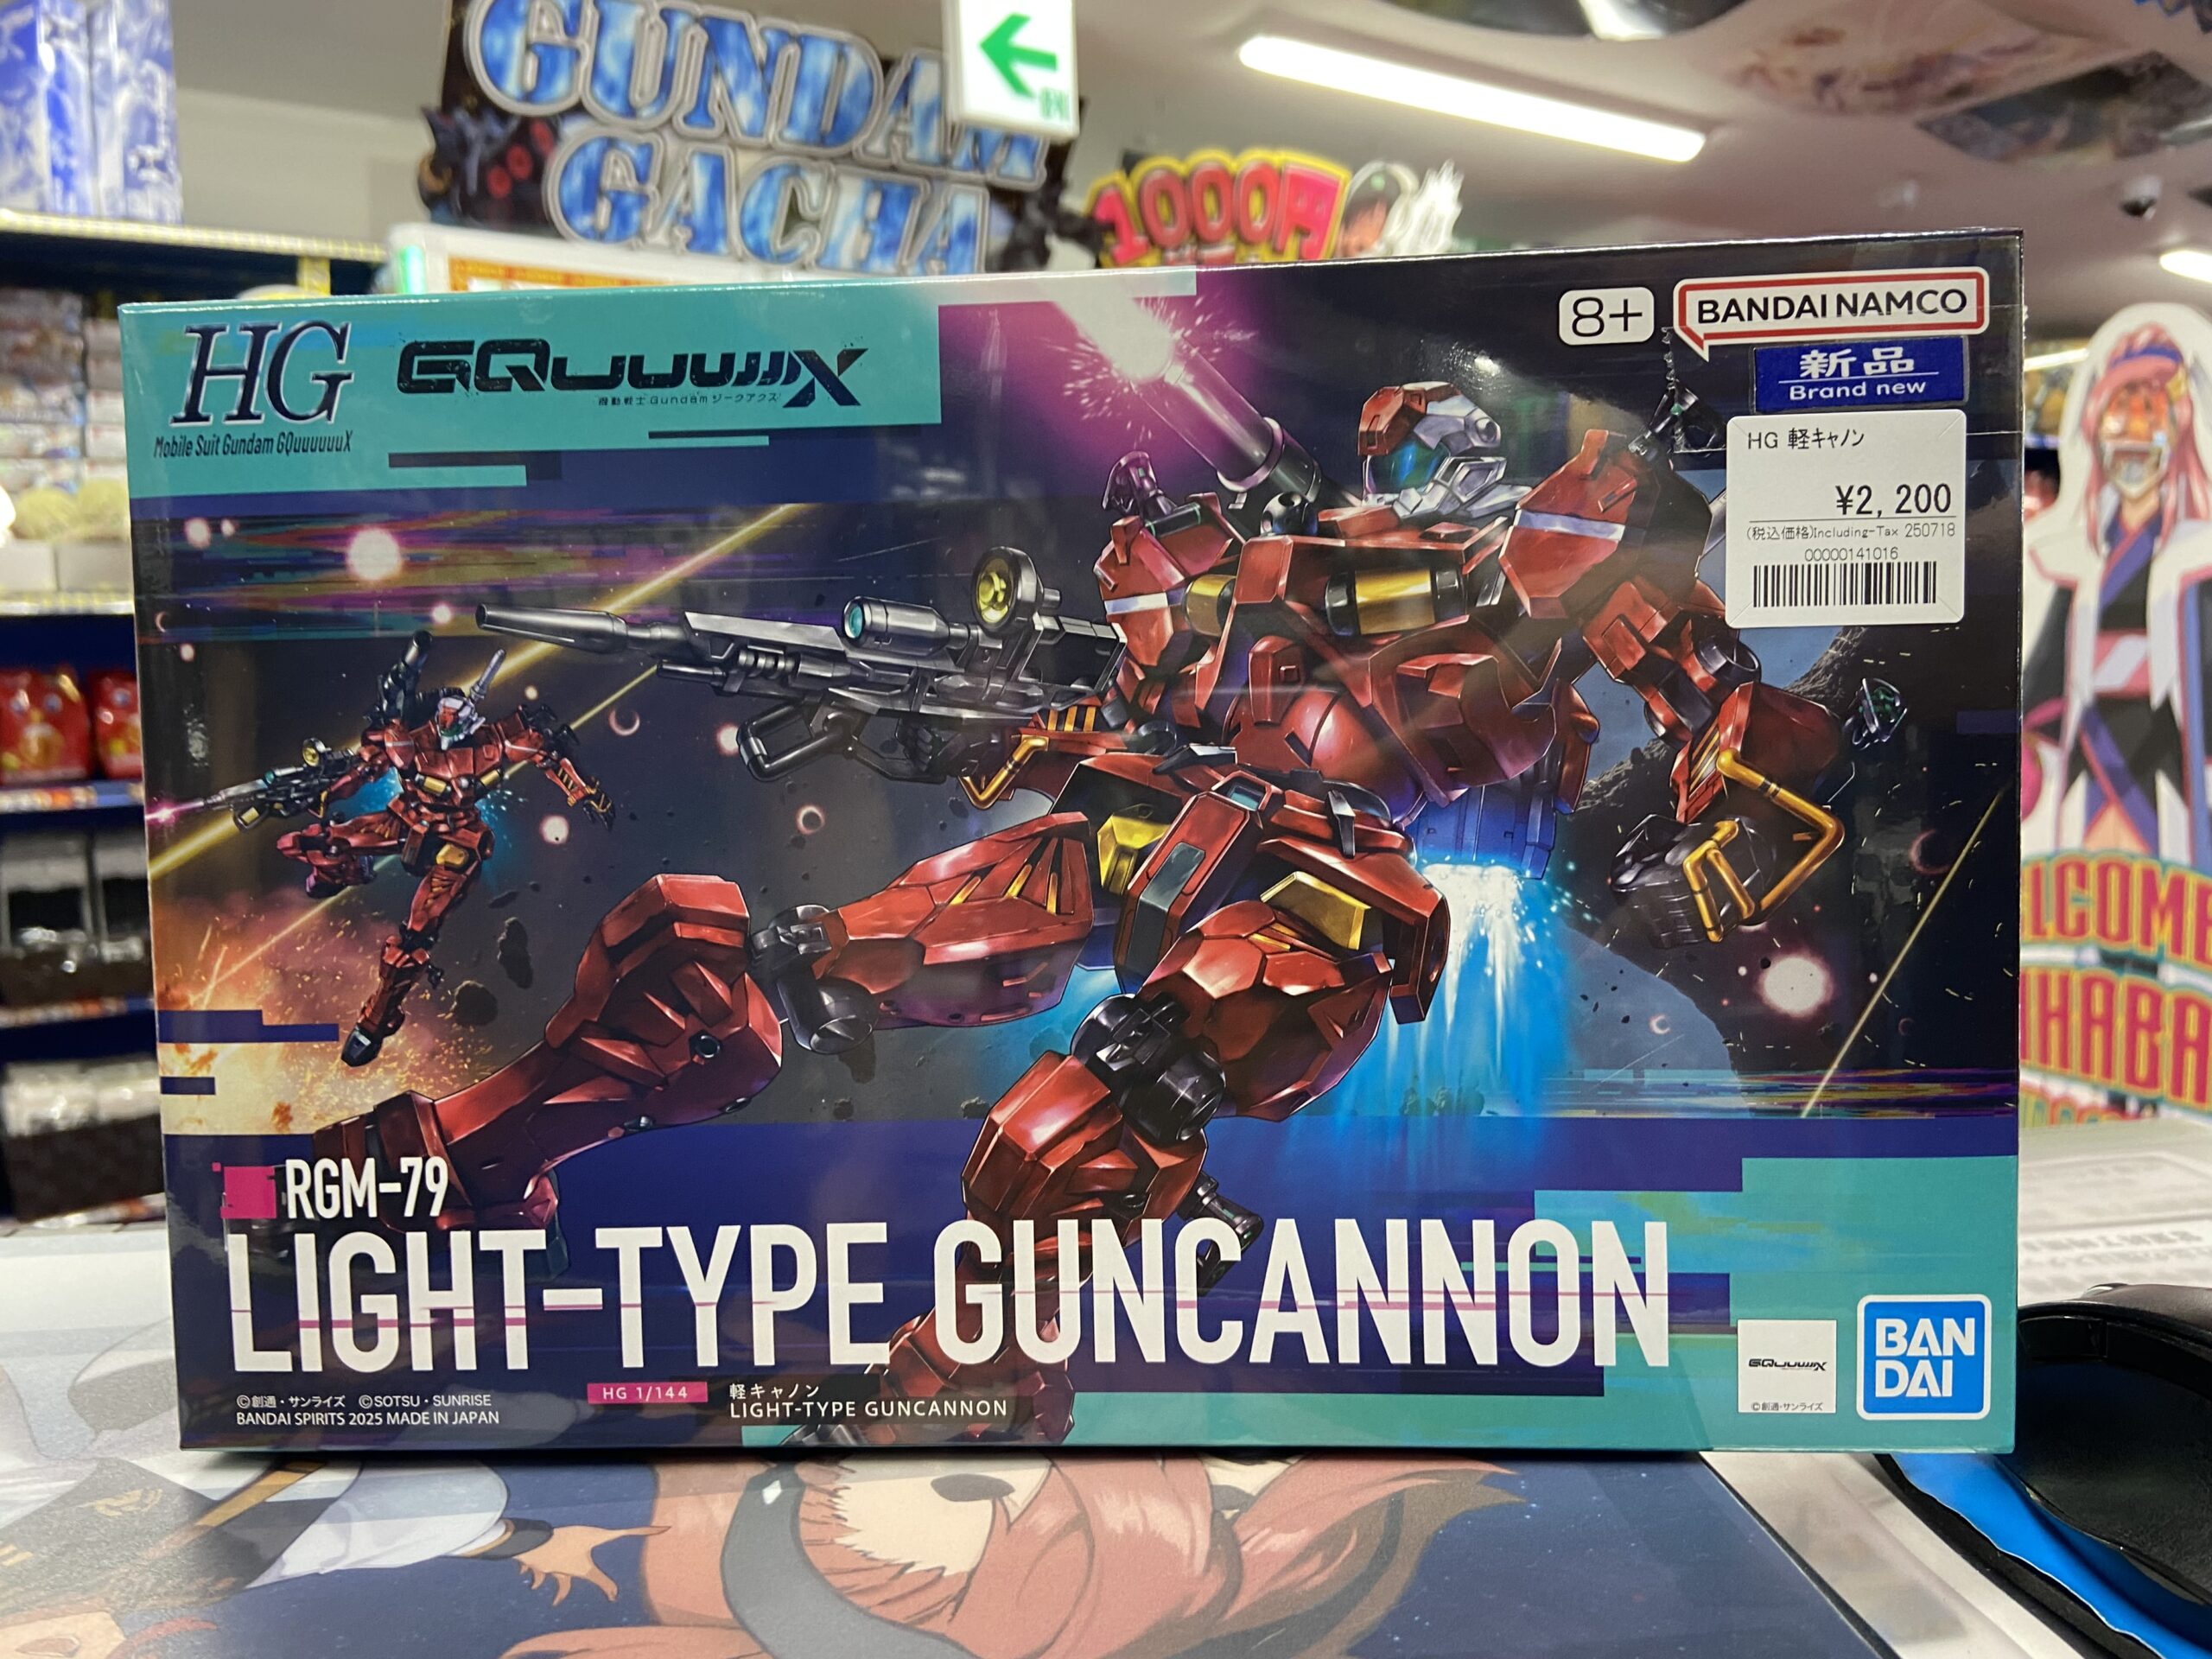 GUNDAM
GACHA
1000円
HG
Mobile Suit Gundam GQuuuuuuX
GQuuuuuuX
機動戦士Gundamジークアクス
8+
BANDAI NAMCO
新品
Brand new
HG 軽キャノン
¥2,200
(税込価格)Including-Tax 250718
00000141016
RGM-79
LIGHT-TYPE GUNCANNON
©創通・サンライズ ©SOTSU・SUNRISE
BANDAI SPIRITS 2025 MADE IN JAPAN
HG 1/144
軽キャノン
LIGHT-TYPE GUNCANNON
GQuuuuuuX
©創通・サンライズ
BAN
DAI